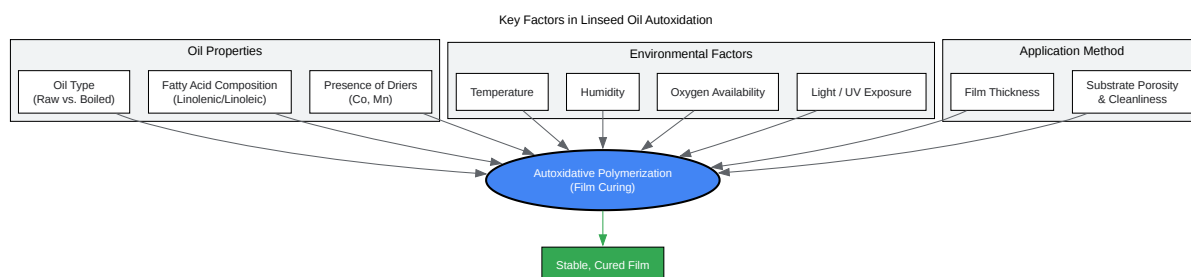 Key Factors in Linseed Oil Autoxidation
Oil Properties
Oil Type
(Raw vs. Boiled)
Fatty Acid Composition
(Linolenic/Linoleic)
Presence of Driers
(Co, Mn)
Environmental Factors
Temperature
Humidity
Oxygen Availability
Light / UV Exposure
Application Method
Film Thickness
Substrate Porosity
& Cleanliness
Autoxidative Polymerization
(Film Curing)
Stable, Cured Film